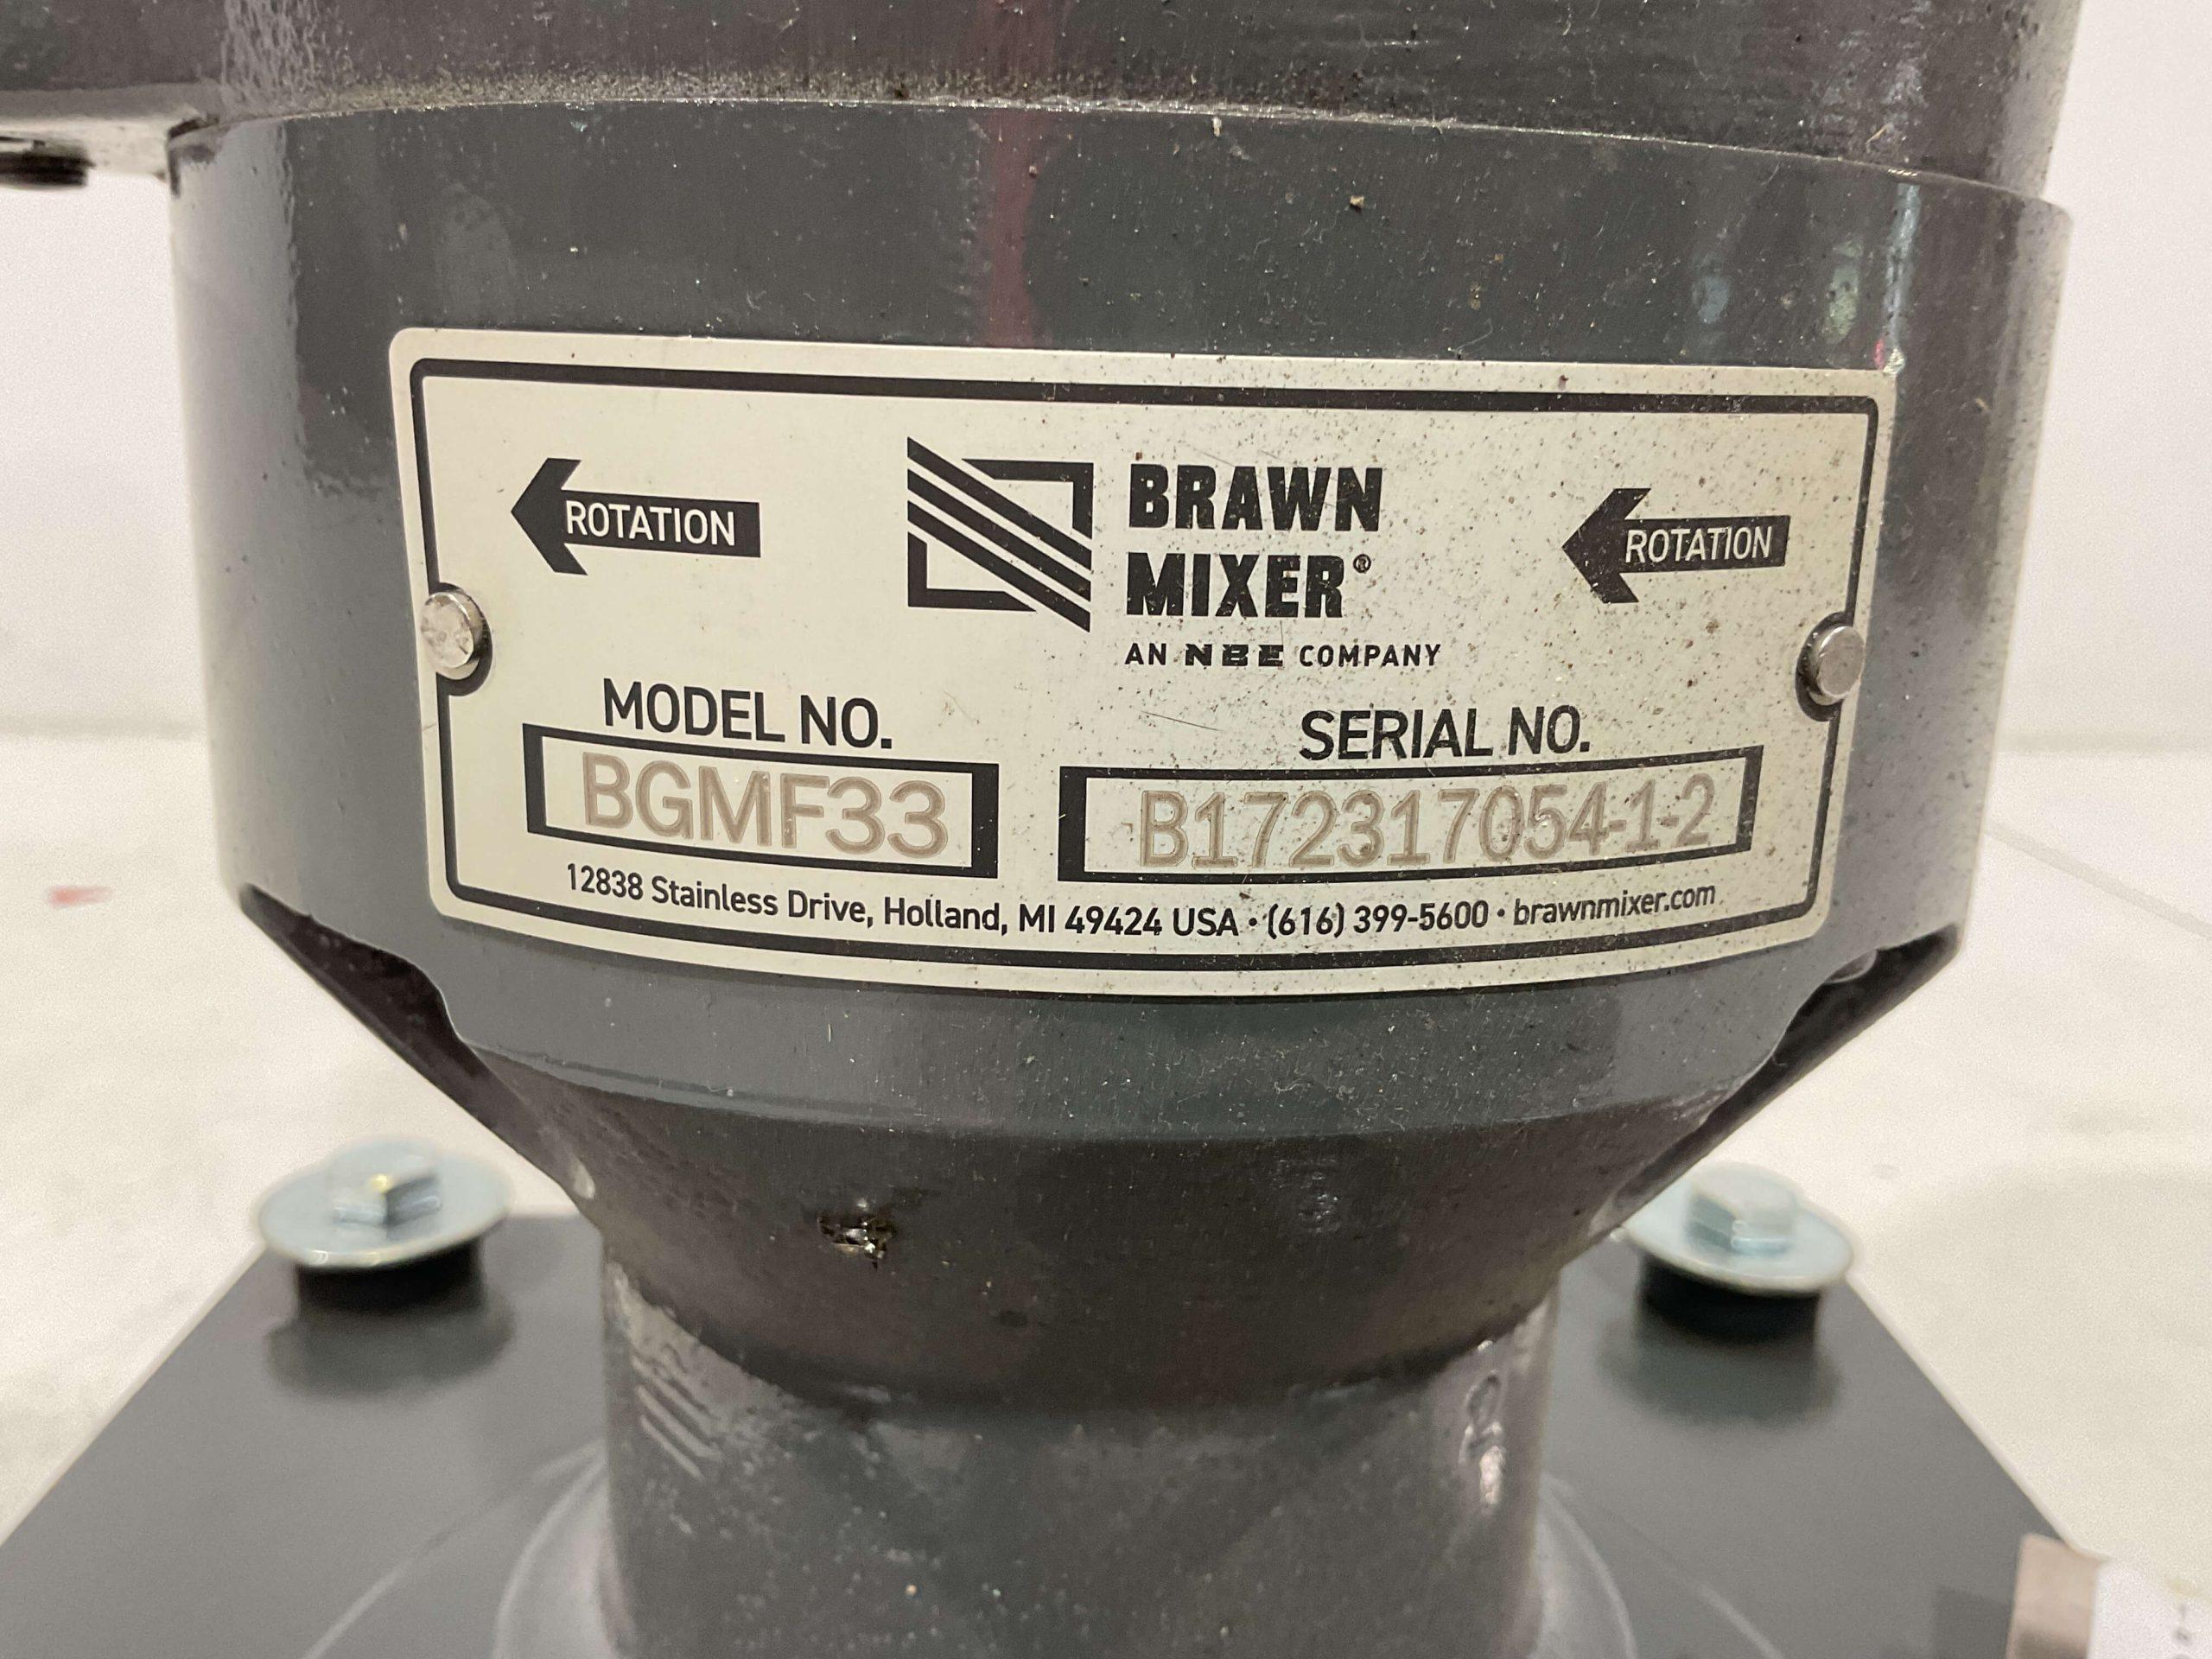 ROTATION
BRAWN
MIXER®
ROTATION
AN NBE COMPANY
MODEL NO.
SERIAL NO.
BGMF33
B172317054-1-2
12838 Stainless Drive, Holland, MI 49424 USA • (616) 399-5600 • brawnmixer.com